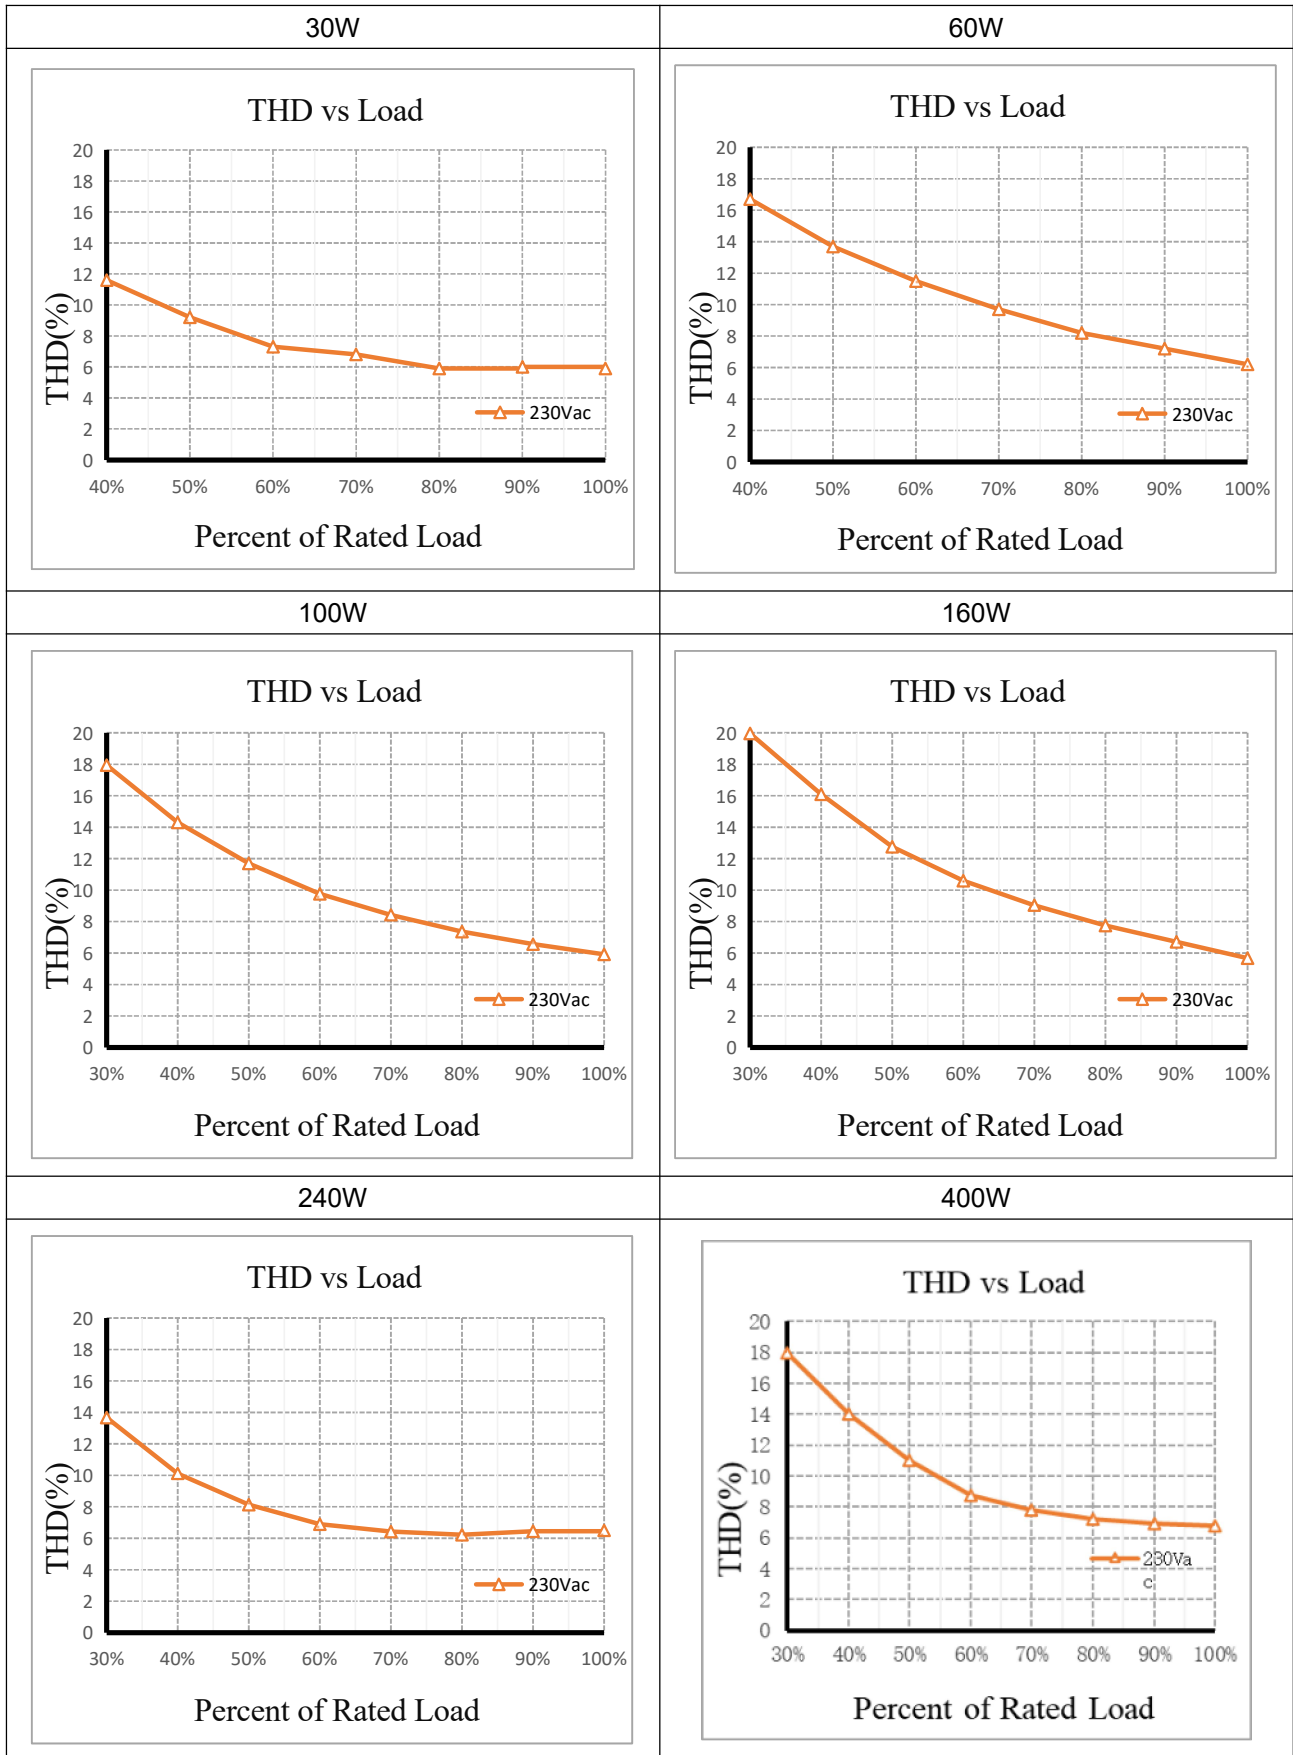 30W
60W
THD vs Load
20
18
16
14
12
10
8
6
4
2
0
THD(%)
230Vac
40% 50% 60% 70% 80% 90% 100%
Percent of Rated Load
THD vs Load
20
18
16
14
12
10
8
6
4
2
0
THD(%)
230Vac
40% 50% 60% 70% 80% 90% 100%
Percent of Rated Load
100W
160W
THD vs Load
20
18
16
14
12
10
8
6
4
2
0
THD(%)
230Vac
30% 40% 50% 60% 70% 80% 90% 100%
Percent of Rated Load
THD vs Load
20
18
16
14
12
10
8
6
4
2
0
THD(%)
230Vac
30% 40% 50% 60% 70% 80% 90% 100%
Percent of Rated Load
240W
400W
THD vs Load
20
18
16
14
12
10
8
6
4
2
0
THD(%)
230Vac
30% 40% 50% 60% 70% 80% 90% 100%
Percent of Rated Load
THD vs Load
20
18
16
14
12
10
8
6
4
2
0
THD(%)
230Va
c
30% 40% 50% 60% 70% 80% 90% 100%
Percent of Rated Load